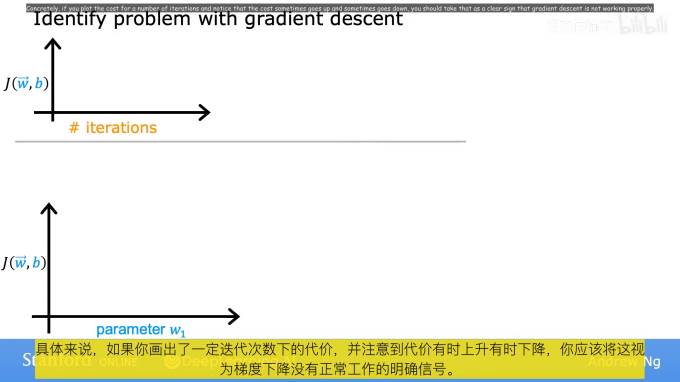 Concretely, if you plot the cost for a number of iterations and notice that the cost sometimes goes up and sometimes goes down, you should take that as a clear sign that gradient descent is not working properly.
Identify problem with gradient descent
bilibili
J(w⃗, b)
# iterations
J(w⃗, b)
parameter w₁
具体来说，如果你画出了一定迭代次数下的代价，并注意到代价有时上升有时下降，你应该将这视
为梯度下降没有正常工作的明确信号。
Stanford ONLINE
Andrew Ng